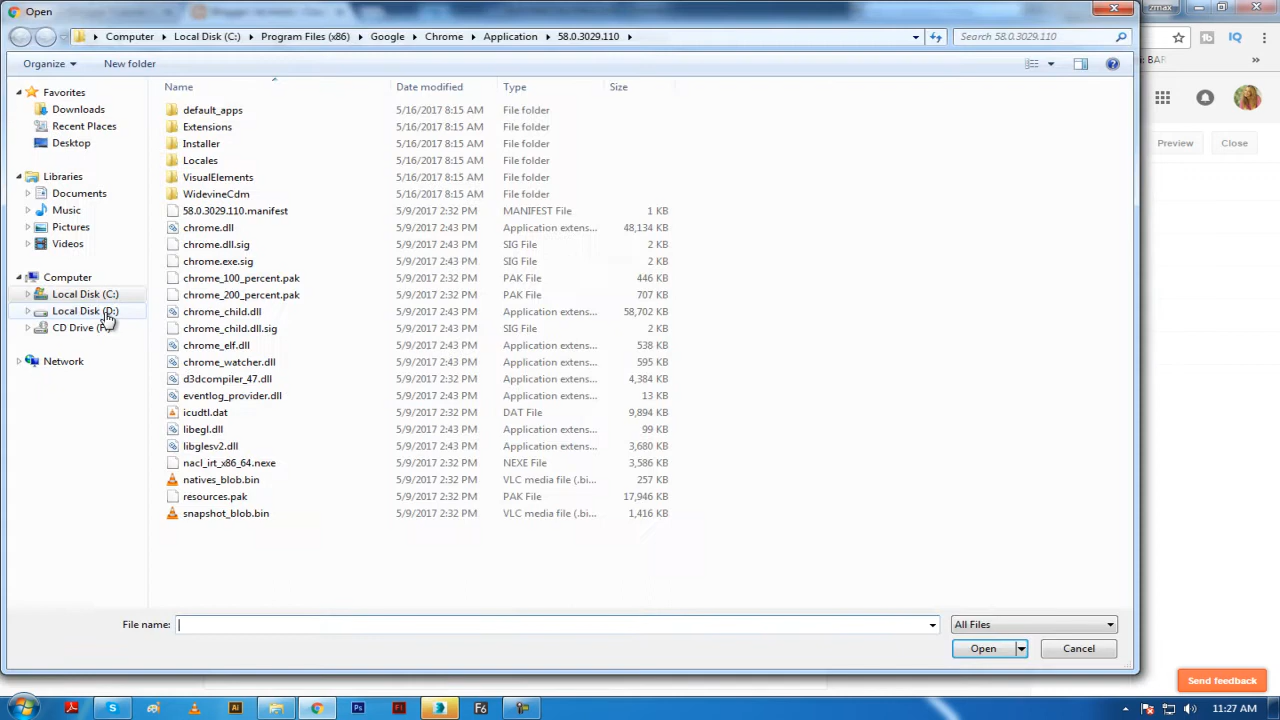 Open
zmax
Computer Local Disk (C:) Program Files (x86) Google Chrome Application 58.0.3029.110
Search 58.0.3029.110
Organize New folder
Name Date modified Type Size
Favorites
Downloads
Recent Places
Desktop
Libraries
Documents
Music
Pictures
Videos
Computer
Local Disk (C:)
Local Disk (D:)
CD Drive
Network
default_apps 5/16/2017 8:15 AM File folder
Extensions 5/16/2017 8:15 AM File folder
Installer 5/16/2017 8:15 AM File folder
Locales 5/16/2017 8:15 AM File folder
VisualElements 5/16/2017 8:15 AM File folder
WidevineCdm 5/16/2017 8:15 AM File folder
58.0.3029.110.manifest 5/9/2017 2:32 PM MANIFEST File 1 KB
chrome.dll 5/9/2017 2:43 PM Application extens... 48,134 KB
chrome.dll.sig 5/9/2017 2:43 PM SIG File 2 KB
chrome.exe.sig 5/9/2017 2:43 PM SIG File 2 KB
chrome_100_percent.pak 5/9/2017 2:32 PM PAK File 446 KB
chrome_200_percent.pak 5/9/2017 2:32 PM PAK File 707 KB
chrome_child.dll 5/9/2017 2:43 PM Application extens... 58,702 KB
chrome_child.dll.sig 5/9/2017 2:43 PM SIG File 2 KB
chrome_elf.dll 5/9/2017 2:43 PM Application extens... 538 KB
chrome_watcher.dll 5/9/2017 2:43 PM Application extens... 595 KB
d3dcompiler_47.dll 5/9/2017 2:32 PM Application extens... 4,384 KB
eventlog_provider.dll 5/9/2017 2:43 PM Application extens... 13 KB
icudtl.dat 5/9/2017 2:32 PM DAT File 9,894 KB
libegl.dll 5/9/2017 2:43 PM Application extens... 99 KB
libglesv2.dll 5/9/2017 2:43 PM Application extens... 3,680 KB
nacl_irt_x86_64.nexe 5/9/2017 2:32 PM NEXE File 3,586 KB
natives_blob.bin 5/9/2017 2:32 PM VLC media file (.bi... 257 KB
resources.pak 5/9/2017 2:32 PM PAK File 17,946 KB
snapshot_blob.bin 5/9/2017 2:32 PM VLC media file (.bi... 1,416 KB
File name: All Files
Open Cancel
IQ
BAR
Preview Close
Send feedback
11:27 AM